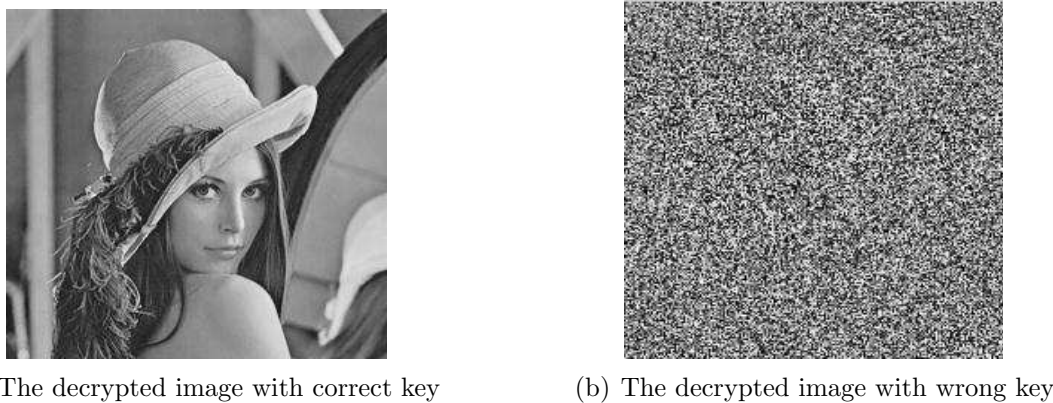 The decrypted image with correct key
(b) The decrypted image with wrong key